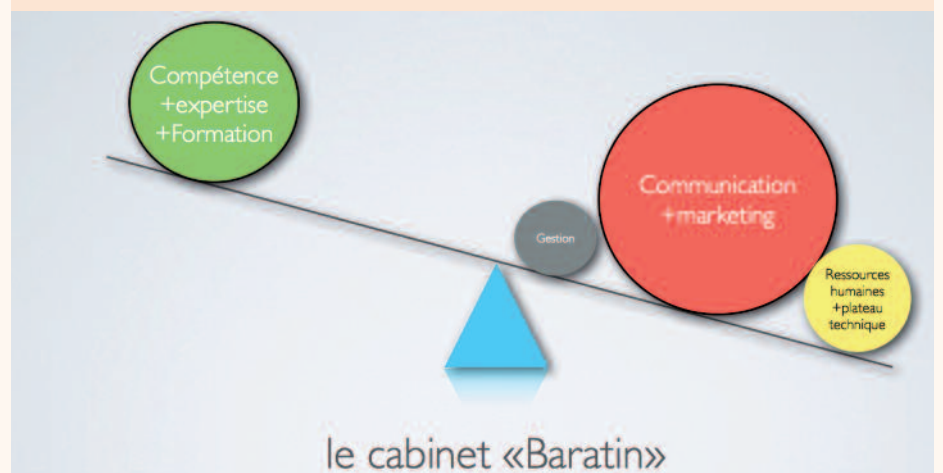 Compétence
+expertise
+Formation
Gestion
Communication
+marketing
Ressources
humaines
+plateau
technique
le cabinet «Baratin»